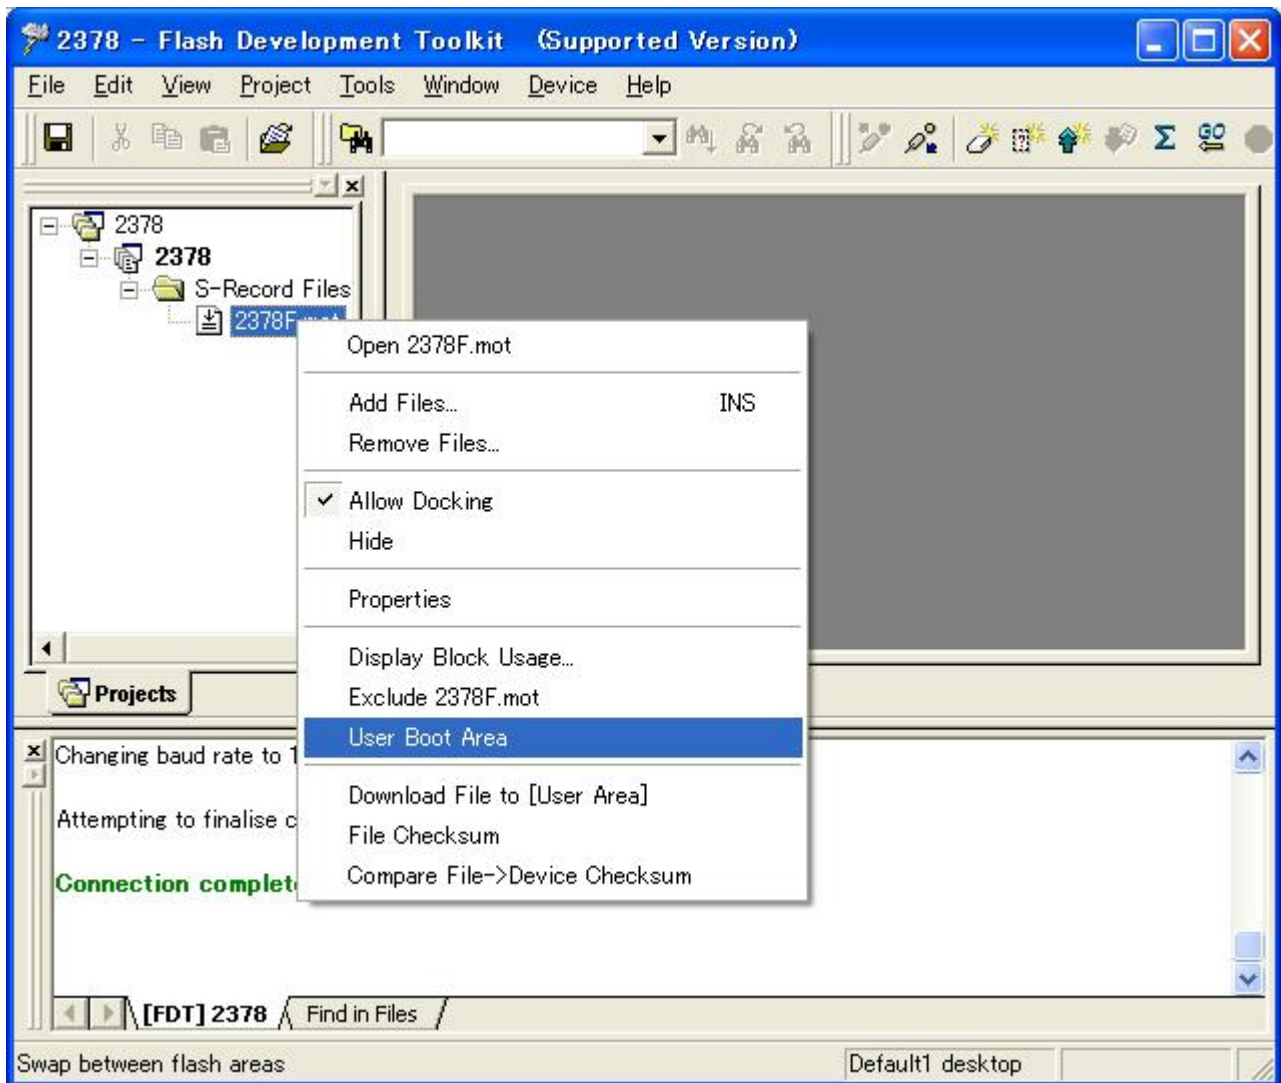 2378 - Flash Development Toolkit (Supported Version)
File Edit View Project Tools Window Device Help
GO
2378
2378
S-Record Files
2378F.mot
Open 2378F.mot
Add Files... INS
Remove Files...
Allow Docking
Hide
Properties
Display Block Usage...
Exclude 2378F.mot
User Boot Area
Download File to [User Area]
File Checksum
Compare File->Device Checksum
Projects
Changing baud rate to 1
Attempting to finalise c
Connection complet
[FDT] 2378 Find in Files
Swap between flash areas Default1 desktop